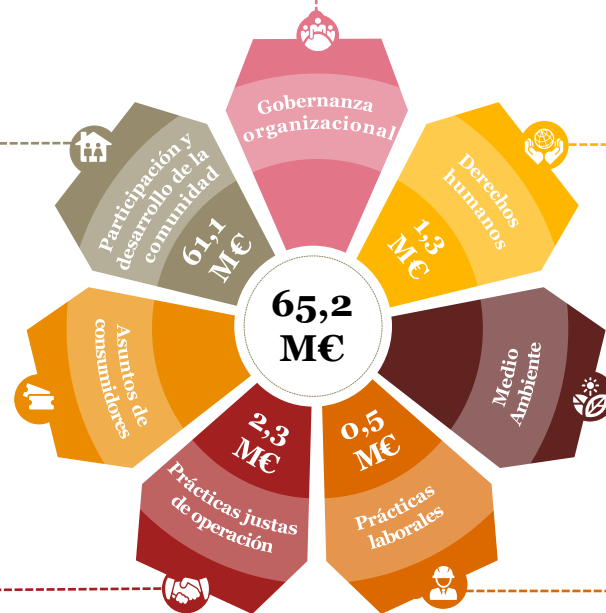 Gobernanza
organizacional
Derechos
humanos
1,3
M€
Medio
Ambiente
Prácticas
laborales
0,5
M€
Prácticas justas
de operación
2,3
M€
Asuntos de
consumidores
Participación y
desarrollo de la
comunidad
61,1
M€
65,2
M€